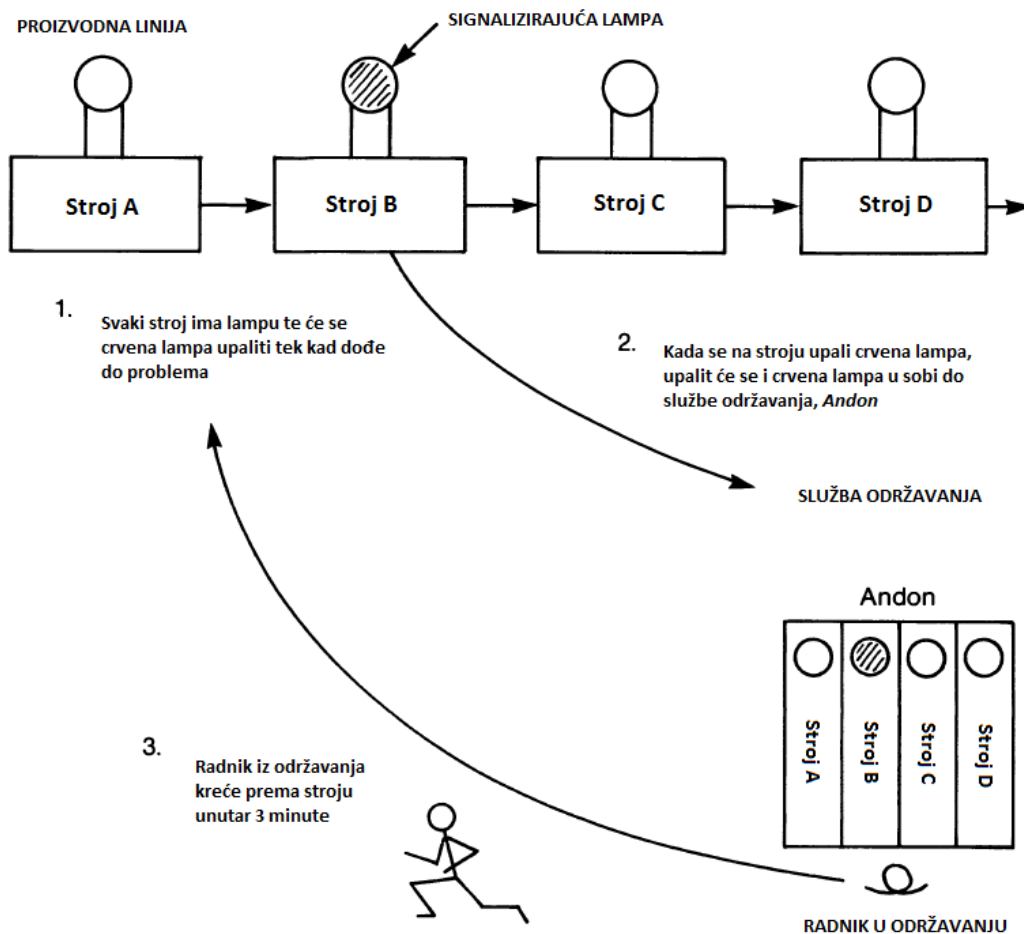 PROIZVODNA LINIJA
SIGNALIZIRAJUĆA LAMPA
Stroj A
Stroj B
Stroj C
Stroj D
1.
Svaki stroj ima lampu te će se
crvena lampa upaliti tek kad dođe
do problema
2.
Kada se na stroju upali crvena lampa,
upalit će se i crvena lampa u sobi do
službe održavanja, Andon
SLUŽBA ODRŽAVANJA
Andon
Stroj A
Stroj B
Stroj C
Stroj D
3.
Radnik iz održavanja
kreće prema stroju
unutar 3 minute
RADNIK U ODRŽAVANJU